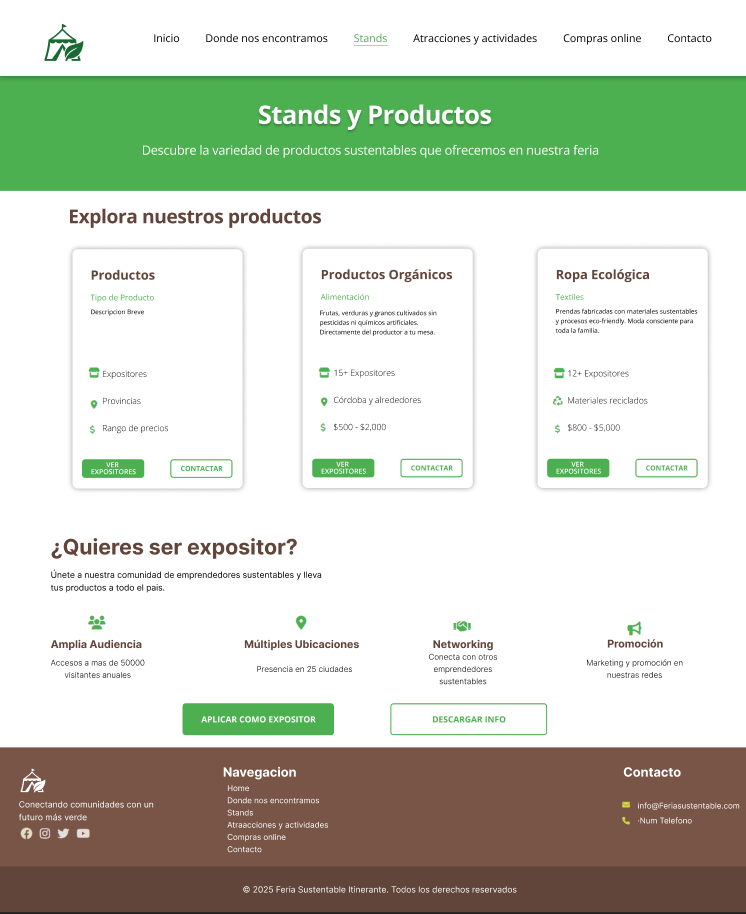 Inicio
Donde nos encontramos
Stands
Atracciones y actividades
Compras online
Contacto
Stands y Productos
Descubre la variedad de productos sustentables que ofrecemos en nuestra feria
Explora nuestros productos
Productos
Tipo de Producto
Descripcion Breve
Expositores
Provincias
Rango de precios
VER
EXPOSITORES
CONTACTAR
Productos Orgánicos
Alimentación
Frutas, verduras y granos cultivados sin
pesticidas ni químicos artificiales.
Directamente del productor a tu mesa.
15+ Expositores
Córdoba y alrededores
$500 - $2,000
VER
EXPOSITORES
CONTACTAR
Ropa Ecológica
Textiles
Prendas fabricadas con materiales sustentables
y procesos eco-friendly. Moda consciente para
toda la familia.
12+ Expositores
Materiales reciclados
$800 - $5,000
VER
EXPOSITORES
CONTACTAR
¿Quieres ser expositor?
Únete a nuestra comunidad de emprendedores sustentables y lleva
tus productos a todo el pais.
Amplia Audiencia
Accesos a mas de 50000
visitantes anuales
Múltiples Ubicaciones
Presencia en 25 ciudades
Networking
Conecta con otros
emprendedores
sustentables
Promoción
Marketing y promoción en
nuestras redes
APLICAR COMO EXPOSITOR
DESCARGAR INFO
Conectando comunidades con un
futuro más verde
Navegacion
Home
Donde nos encontramos
Stands
Atraacciones y actividades
Compras online
Contacto
Contacto
info@Feriasustentable.com
·Num Telefono
© 2025 Feria Sustentable Itinerante. Todos los derechos reservados